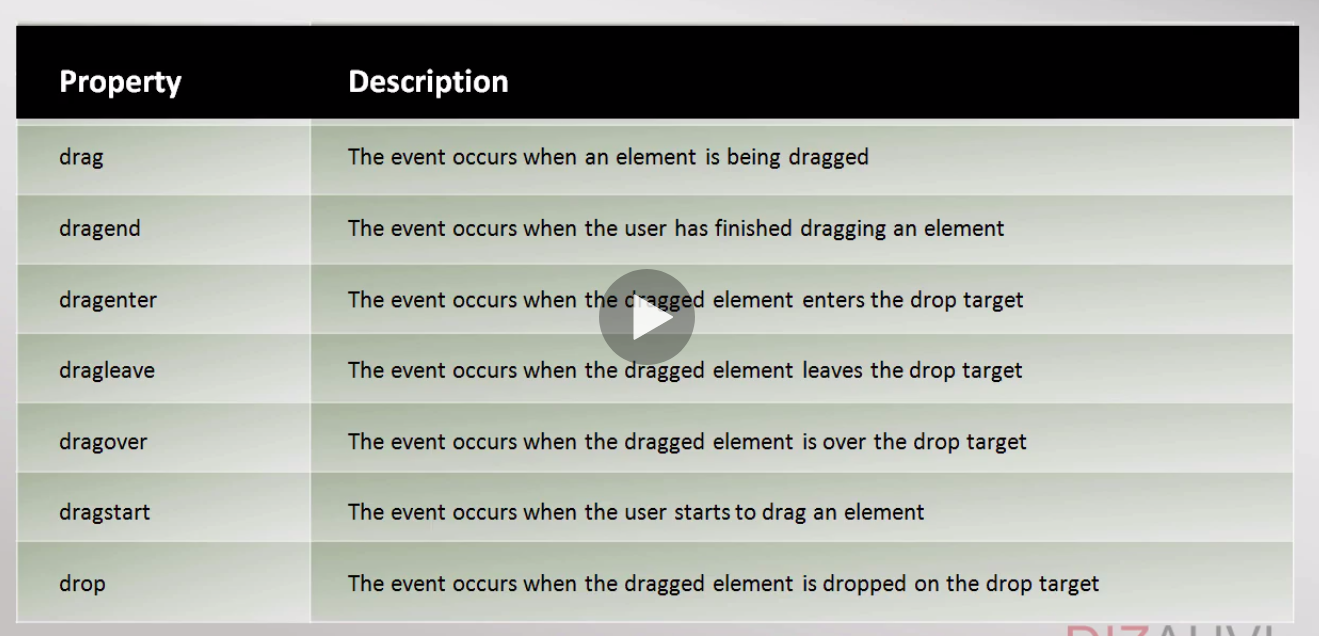 Property Description
drag The event occurs when an element is being dragged
dragend The event occurs when the user has finished dragging an element
dragenter The event occurs when the dragged element enters the drop target
dragleave The event occurs when the dragged element leaves the drop target
dragover The event occurs when the dragged element is over the drop target
dragstart The event occurs when the user starts to drag an element
drop The event occurs when the dragged element is dropped on the drop target